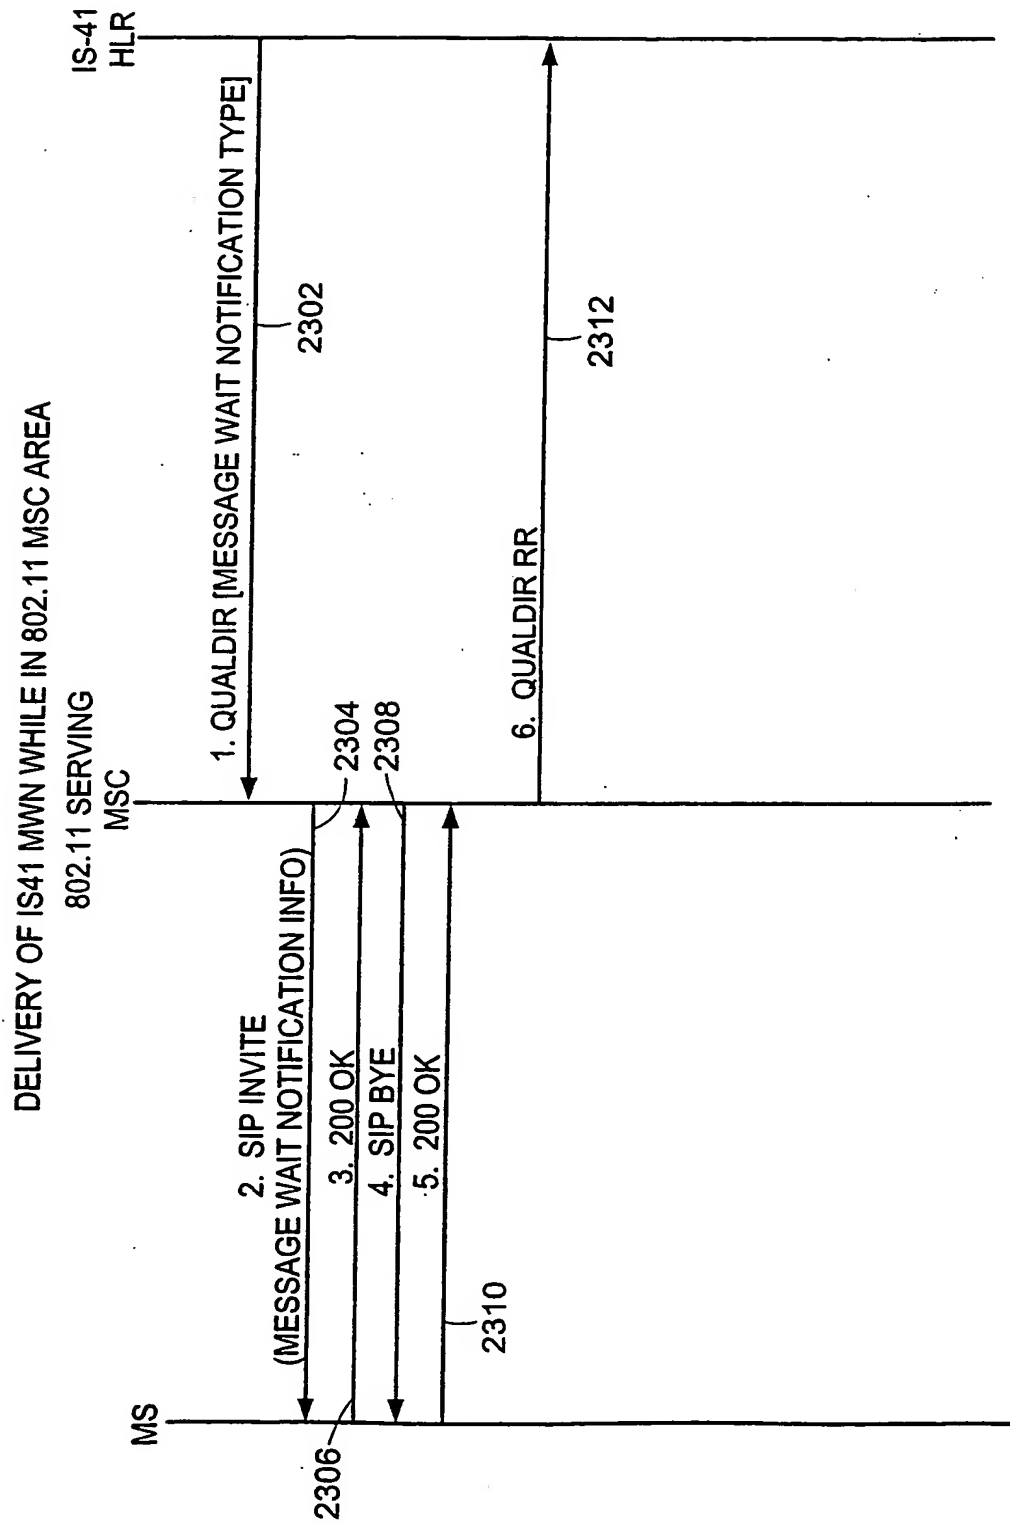 DELIVERY OF IS41 MWN WHILE IN 802.11 MSC AREA
MS
802.11 SERVING
MSC
IS-41
HLR
1. QUALDIR [MESSAGE WAIT NOTIFICATION TYPE]
2302
2. SIP INVITE
(MESSAGE WAIT NOTIFICATION INFO)
2304
3. 200 OK
2306
4. SIP BYE
2308
5. 200 OK
2310
6. QUALDIR RR
2312